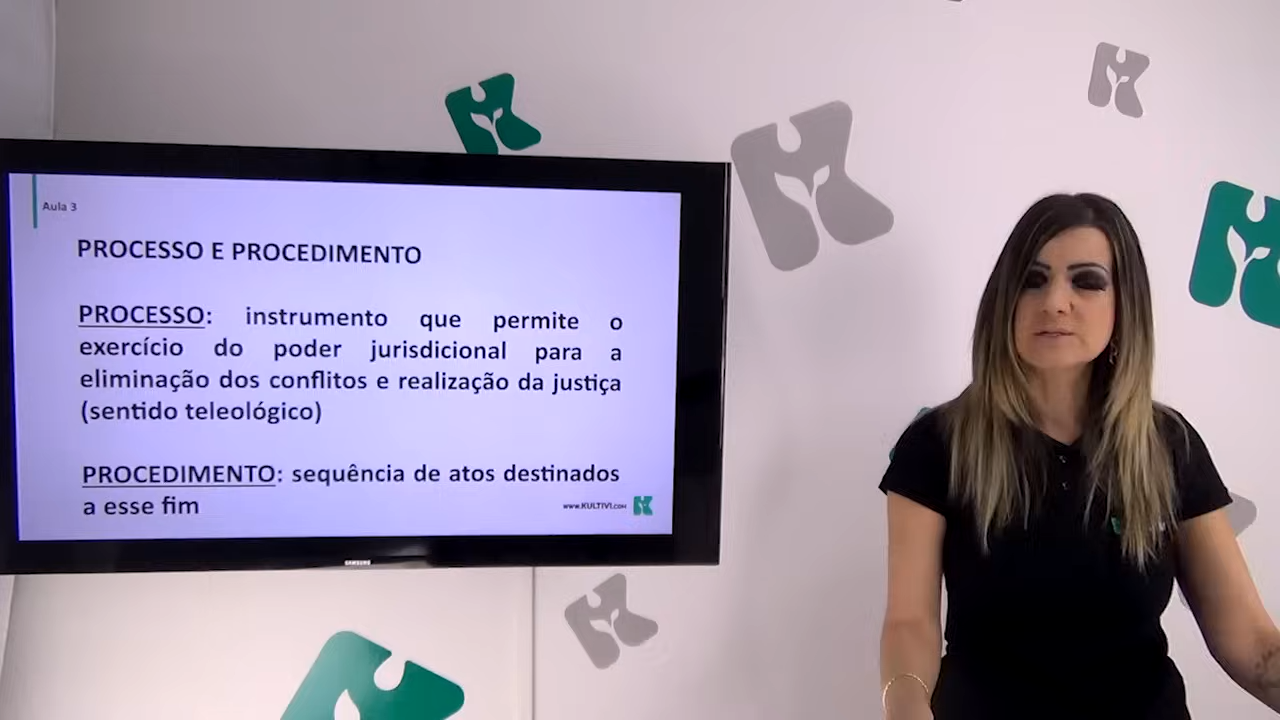 Aula 3
PROCESSO E PROCEDIMENTO
PROCESSO: instrumento que permite o
exercício do poder jurisdicional para a
eliminação dos conflitos e realização da justiça
(sentido teleológico)
PROCEDIMENTO: sequência de atos destinados
a esse fim
www.KULTIVI.com
SAMSUNG